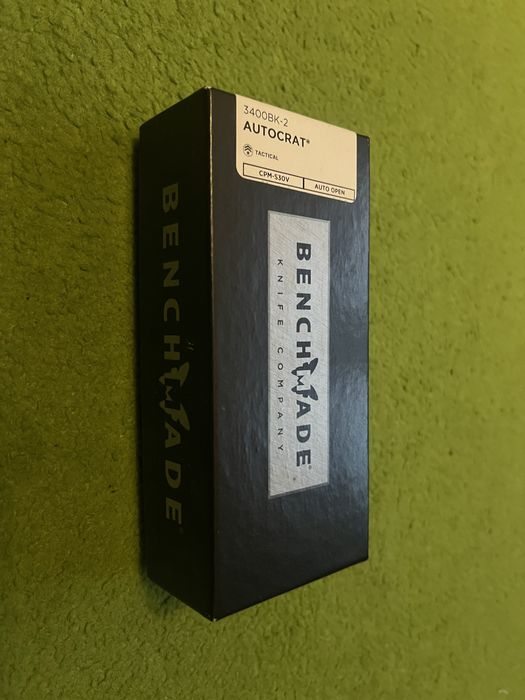 3400BK-2
AUTOCRAT®
TACTICAL
CPM-S30V
AUTO OPEN
BENCHMADE®
KNIFE COMPANY
BENCHMADE®